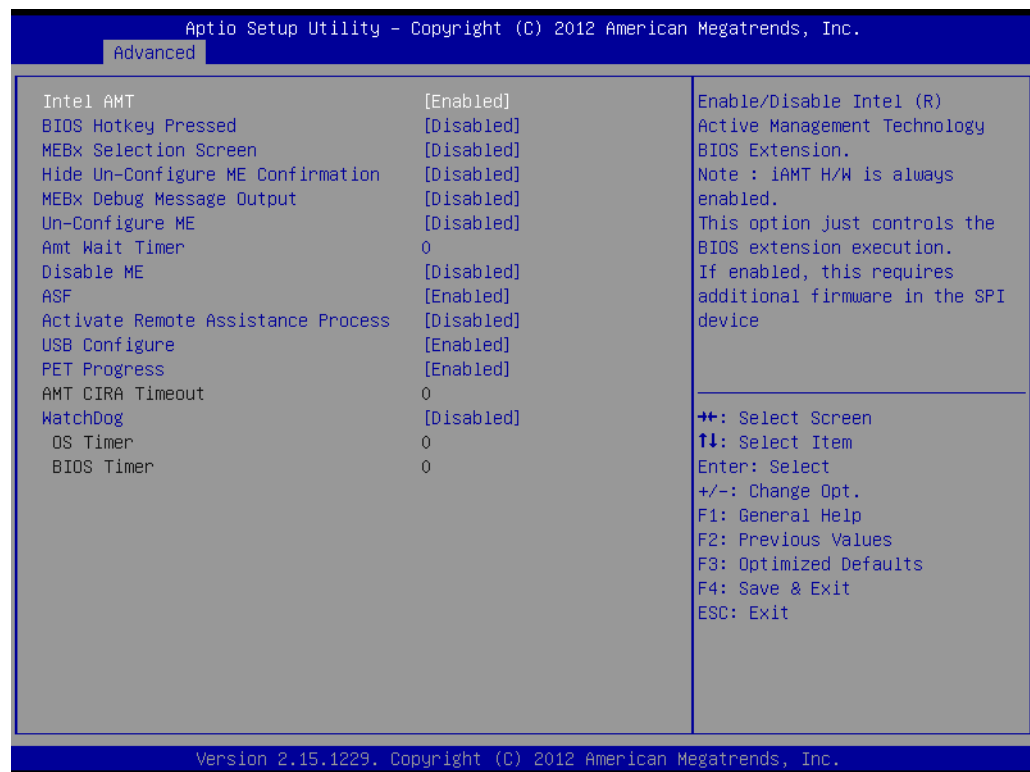 Aptio Setup Utility – Copyright (C) 2012 American Megatrends, Inc.
Advanced
Intel AMT [Enabled]
BIOS Hotkey Pressed [Disabled]
MEBx Selection Screen [Disabled]
Hide Un-Configure ME Confirmation [Disabled]
MEBx Debug Message Output [Disabled]
Un-Configure ME [Disabled]
Amt Wait Timer 0
Disable ME [Disabled]
ASF [Enabled]
Activate Remote Assistance Process [Disabled]
USB Configure [Enabled]
PET Progress [Enabled]
AMT CIRA Timeout 0
WatchDog [Disabled]
OS Timer 0
BIOS Timer 0
Enable/Disable Intel (R)
Active Management Technology
BIOS Extension.
Note : iAMT H/W is always
enabled.
This option just controls the
BIOS extension execution.
If enabled, this requires
additional firmware in the SPI
device
→←: Select Screen
↑↓: Select Item
Enter: Select
+/-: Change Opt.
F1: General Help
F2: Previous Values
F3: Optimized Defaults
F4: Save & Exit
ESC: Exit
Version 2.15.1229. Copyright (C) 2012 American Megatrends, Inc.